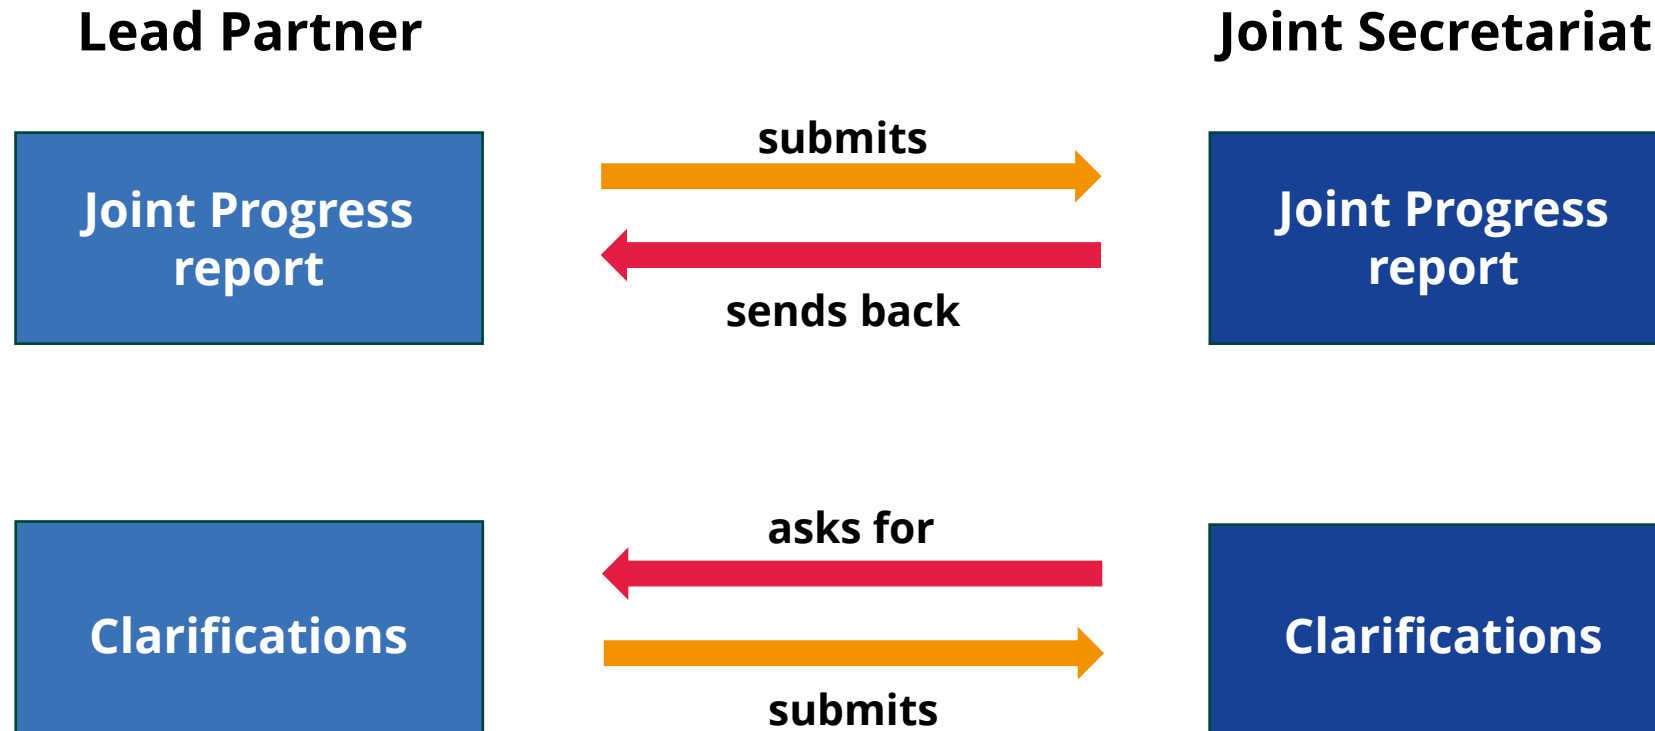 Lead Partner
Joint Secretariat
submits
Joint Progress
report
Joint Progress
report
sends back
asks for
Clarifications
Clarifications
submits